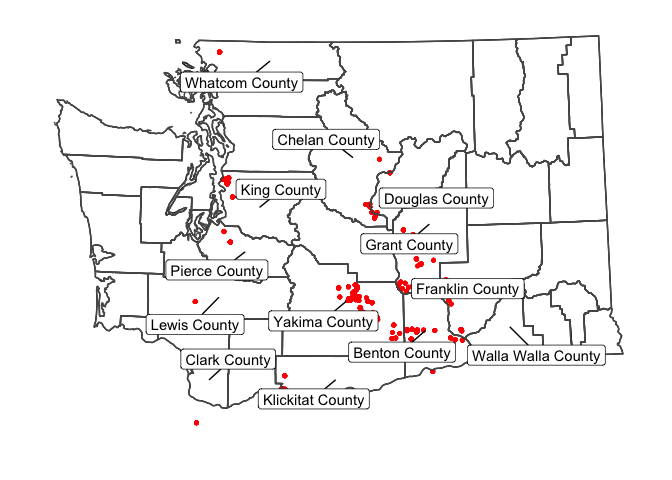 Whatcom County
Chelan County
King County
Douglas County
Grant County
Pierce County
Franklin County
Lewis County
Yakima County
Benton County
Walla Walla County
Clark County
Klickitat County